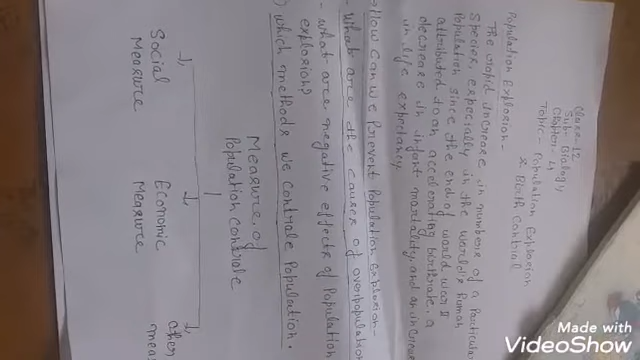 Class-12
Sub- Biology
Chapter- 4
Topic- Population Explosion
& Birth Control
Population Explosion-
The rapid increase in numbers of a Particular
Species, especially in the world's human
Population since the end of world war II
attributed to an accelerating birthrate. a
decrease in infant mortality and an increase
in life expectancy
How can we Prevent Population explosion-
What are the causes of overpopulation
- what are negative effects of Population
explosion?
) which methods we controle Population.
Measure of
Population controle
Social
Measure
Economic
Measure
other
mea
Made with
VideoShow